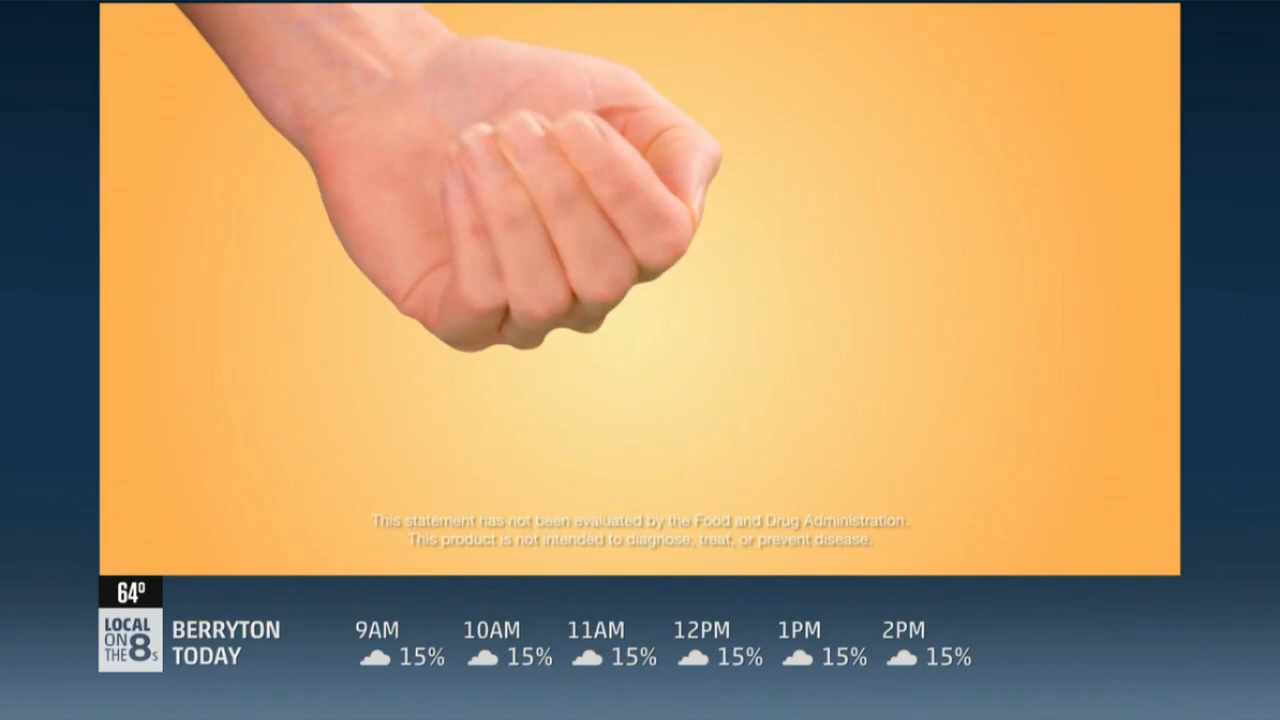 This statement has not been evaluated by the Food and Drug Administration.
This product is not intended to diagnose, treat, or prevent disease.
64°
LOCAL
ON
THE 8s
BERRYTON
TODAY
9AM 10AM 11AM 12PM 1PM 2PM
15% 15% 15% 15% 15% 15%